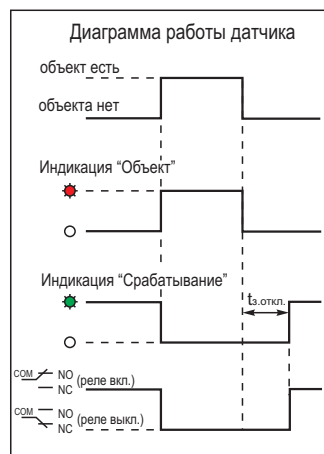 Диаграмма работы датчика
объект есть
объекта нет
Индикация “Объект”
Индикация “Срабатывание”
tз.откл.
COM NO (реле вкл.)
NC
COM NO (реле выкл.)
NC